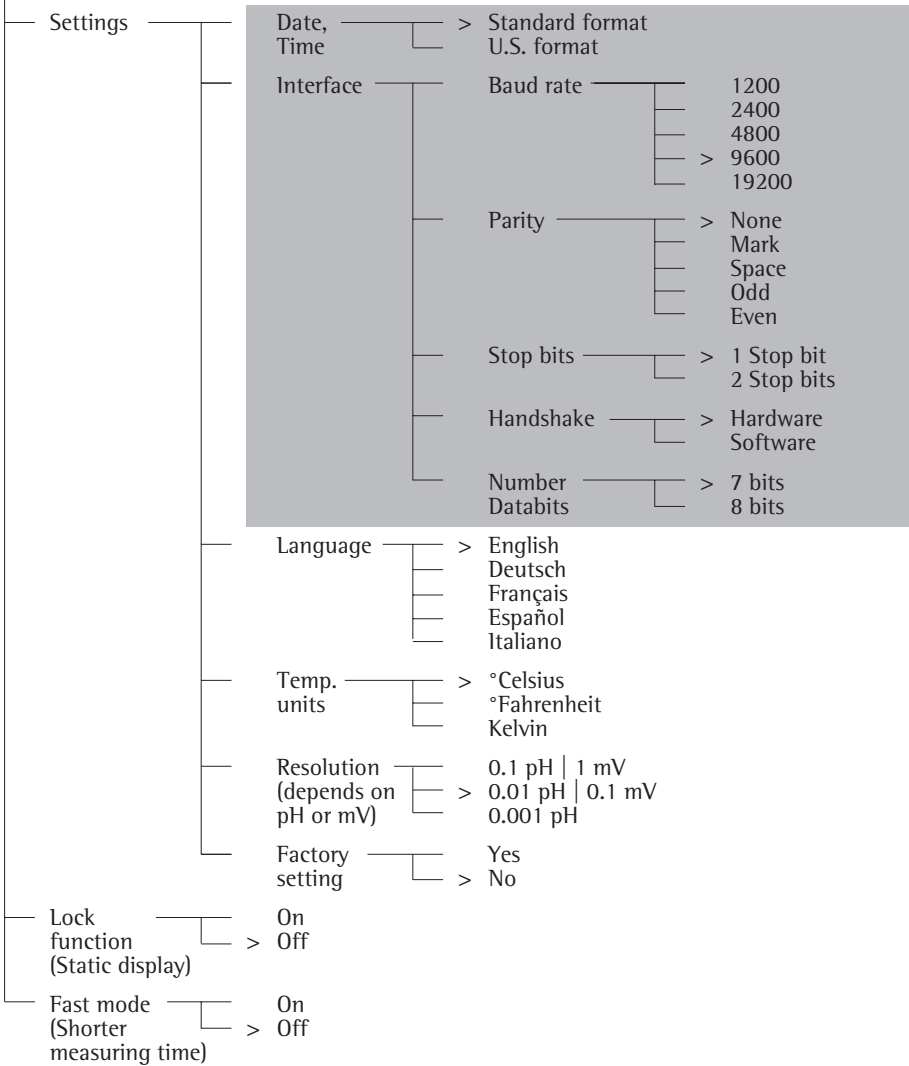 Settings Date, > Standard format
Time U.S. format
Interface Baud rate 1200
2400
4800
> 9600
19200
Parity > None
Mark
Space
Odd
Even
Stop bits > 1 Stop bit
2 Stop bits
Handshake > Hardware
Software
Number > 7 bits
Databits 8 bits
Language > English
Deutsch
Français
Español
Italiano
Temp. > °Celsius
units °Fahrenheit
Kelvin
Resolution 0.1 pH | 1 mV
(depends on > 0.01 pH | 0.1 mV
pH or mV) 0.001 pH
Factory Yes
setting > No
Lock On
function > Off
(Static display)
Fast mode On
(Shorter > Off
measuring time)